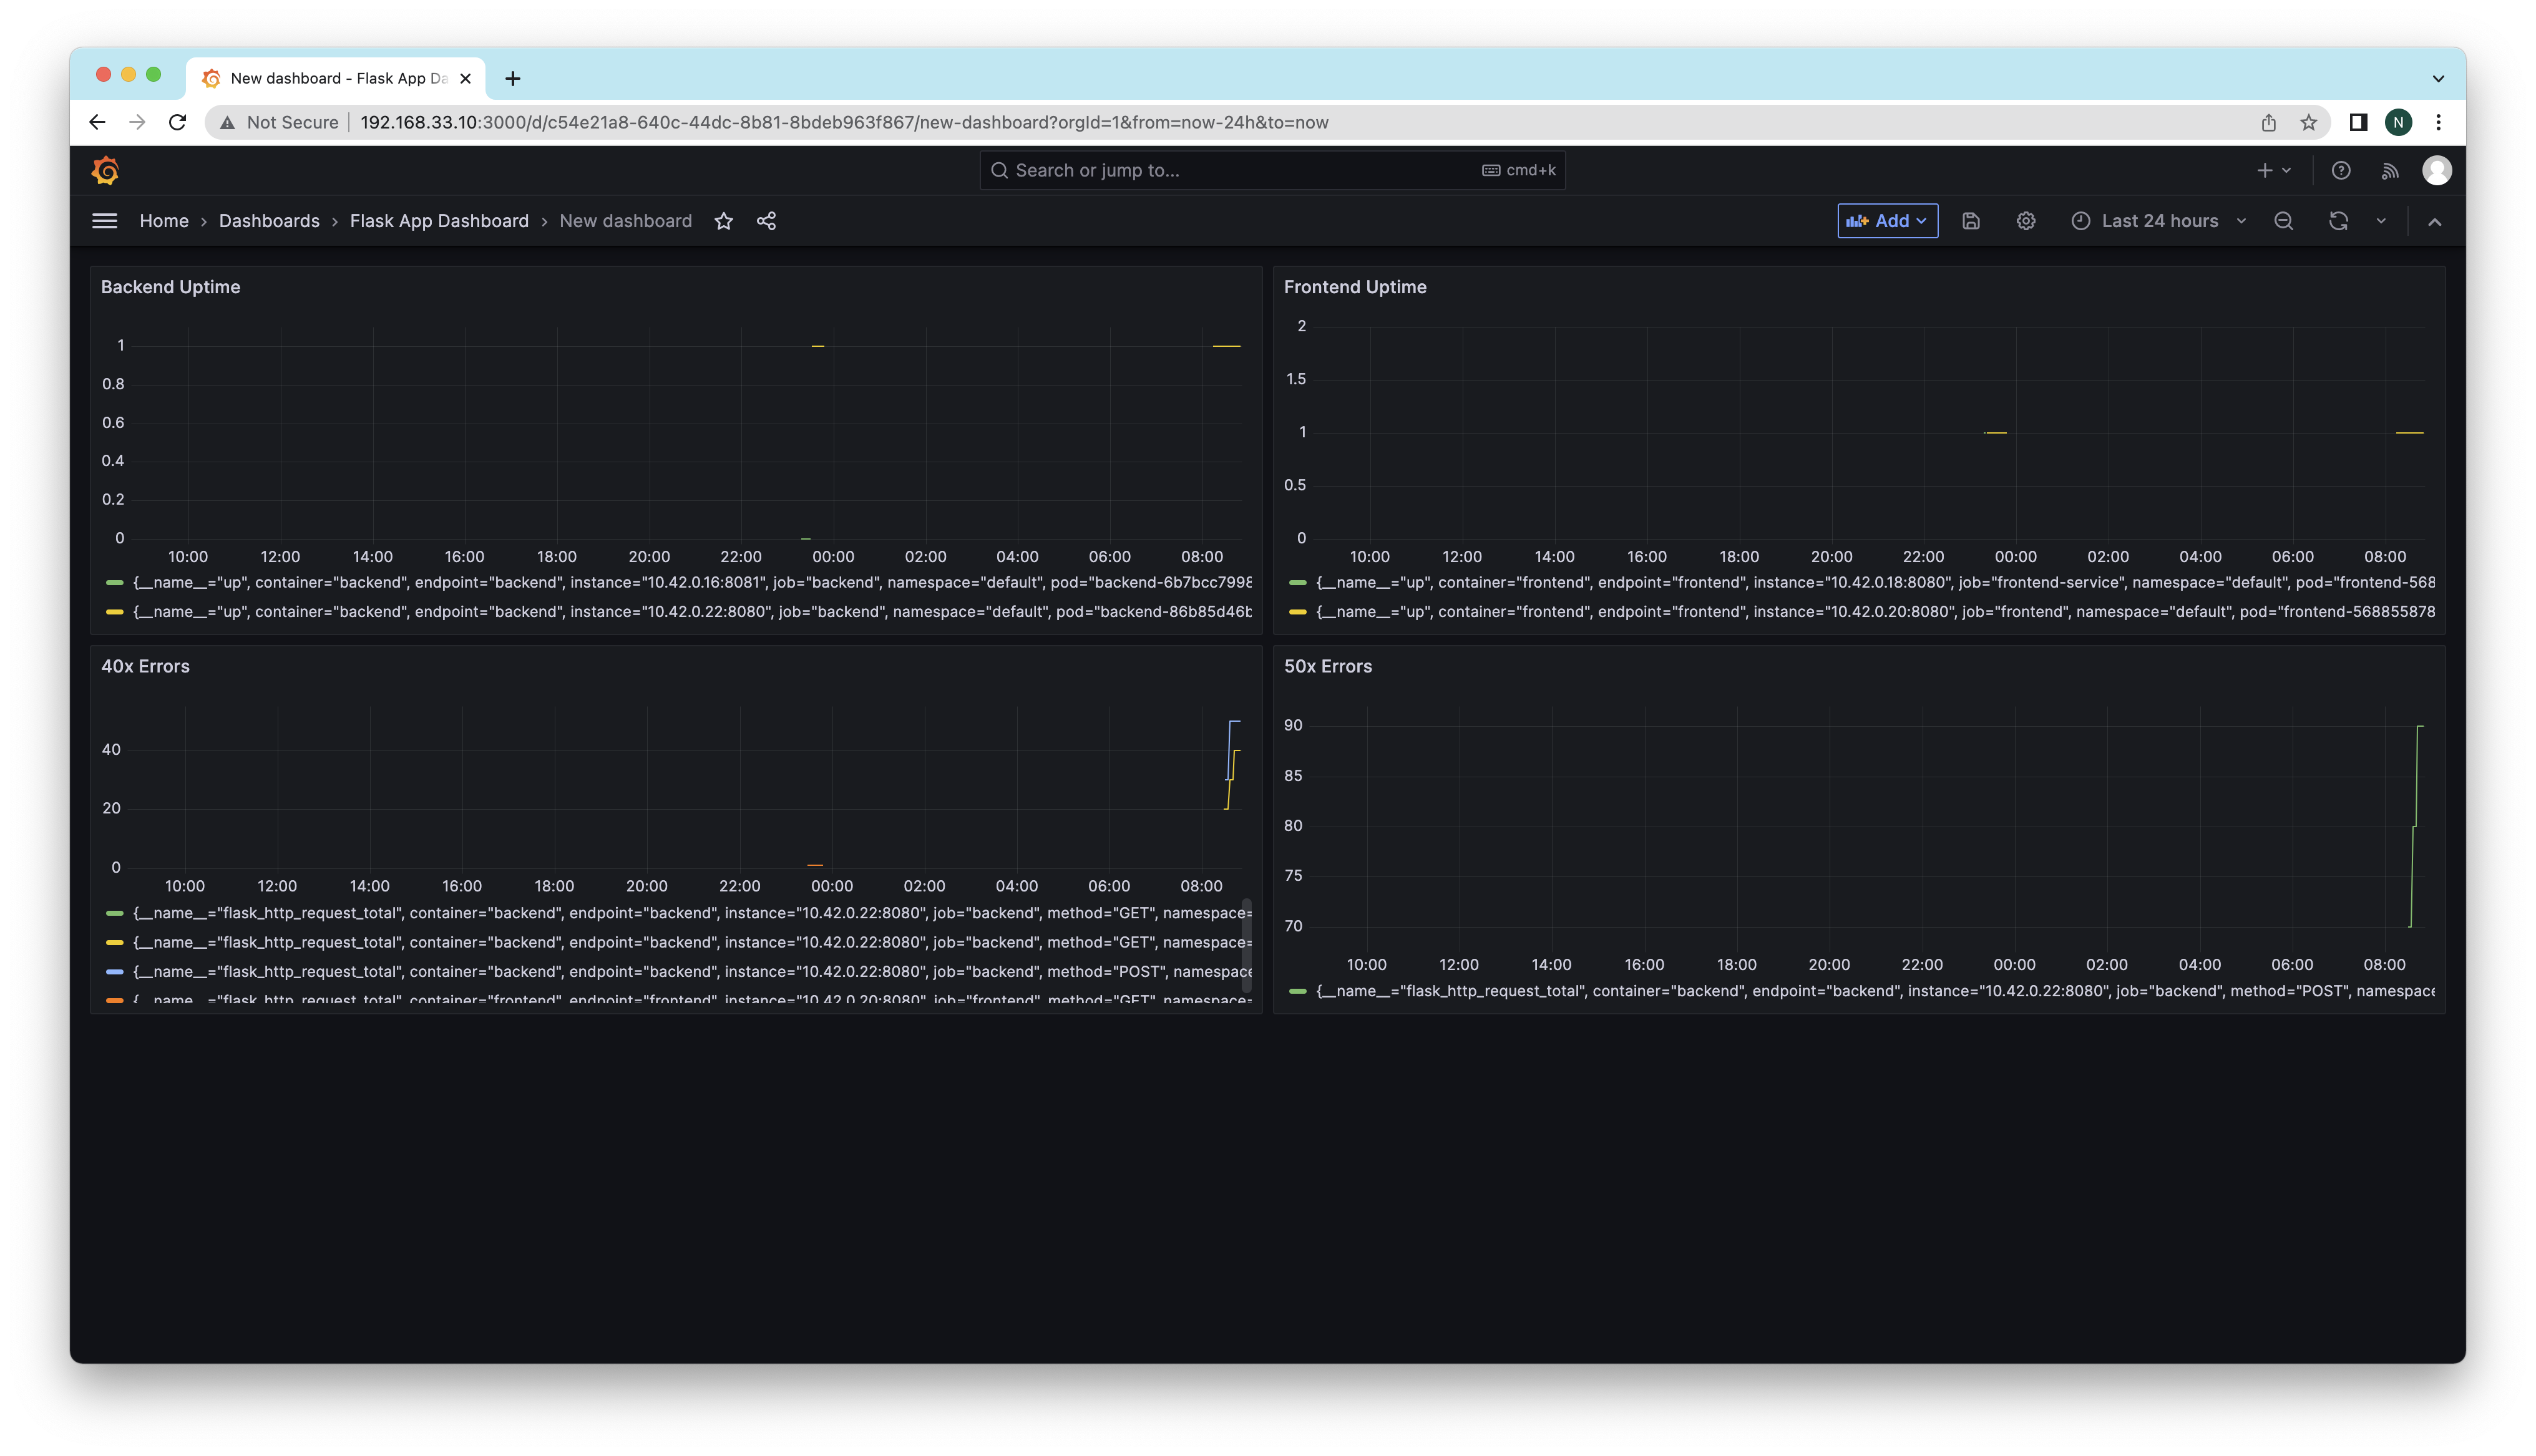 New dashboard - Flask App Da
Not Secure
192.168.33.10:3000/d/c54e21a8-640c-44dc-8b81-8bdeb963f867/new-dashboard?orgId=1&from=now-24h&to=now
N
Search or jump to...
cmd+k
Home › Dashboards › Flask App Dashboard › New dashboard
Add
Last 24 hours
Backend Uptime
1
0.8
0.6
0.4
0.2
0
10:00 12:00 14:00 16:00 18:00 20:00 22:00 00:00 02:00 04:00 06:00 08:00
{__name__="up", container="backend", endpoint="backend", instance="10.42.0.16:8081", job="backend", namespace="default", pod="backend-6b7bcc7998
{__name__="up", container="backend", endpoint="backend", instance="10.42.0.22:8080", job="backend", namespace="default", pod="backend-86b85d46b
Frontend Uptime
2
1.5
1
0.5
0
10:00 12:00 14:00 16:00 18:00 20:00 22:00 00:00 02:00 04:00 06:00 08:00
{__name__="up", container="frontend", endpoint="frontend", instance="10.42.0.18:8080", job="frontend-service", namespace="default", pod="frontend-568
{__name__="up", container="frontend", endpoint="frontend", instance="10.42.0.20:8080", job="frontend", namespace="default", pod="frontend-568855878
40x Errors
40
20
0
10:00 12:00 14:00 16:00 18:00 20:00 22:00 00:00 02:00 04:00 06:00 08:00
{__name__="flask_http_request_total", container="backend", endpoint="backend", instance="10.42.0.22:8080", job="backend", method="GET", namespace=
{__name__="flask_http_request_total", container="backend", endpoint="backend", instance="10.42.0.22:8080", job="backend", method="GET", namespace=
{__name__="flask_http_request_total", container="backend", endpoint="backend", instance="10.42.0.22:8080", job="backend", method="POST", namespace
{__name__="flask_http_request_total", container="frontend", endpoint="frontend", instance="10.42.0.20:8080", job="frontend", method="GET", namespace=
50x Errors
90
85
80
75
70
10:00 12:00 14:00 16:00 18:00 20:00 22:00 00:00 02:00 04:00 06:00 08:00
{__name__="flask_http_request_total", container="backend", endpoint="backend", instance="10.42.0.22:8080", job="backend", method="POST", namespace